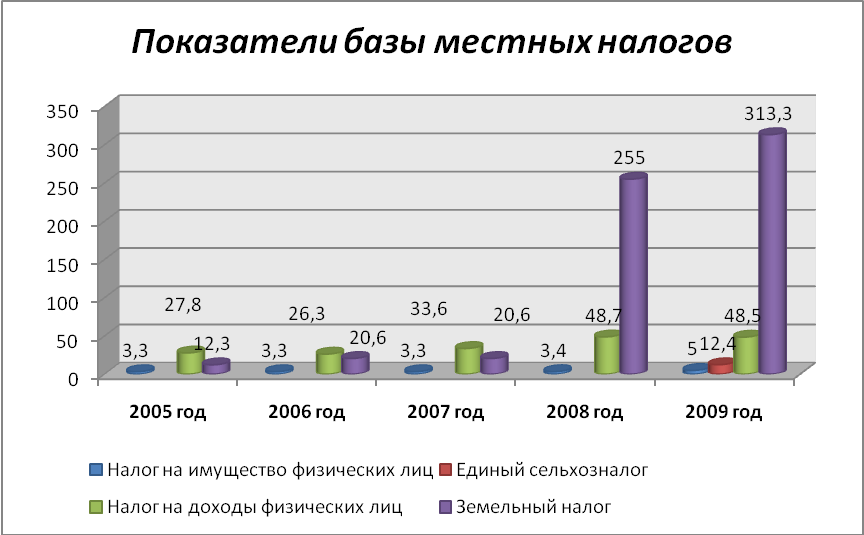 Показатели базы местных налогов
350
300
250
200
150
100
50
0
3,3
27,8
12,3
3,3
26,3
20,6
3,3
33,6
20,6
3,4
48,7
255
5
12,4
48,5
313,3
2005 год
2006 год
2007 год
2008 год
2009 год
Налог на имущество физических лиц
Единый сельхозналог
Налог на доходы физических лиц
Земельный налог